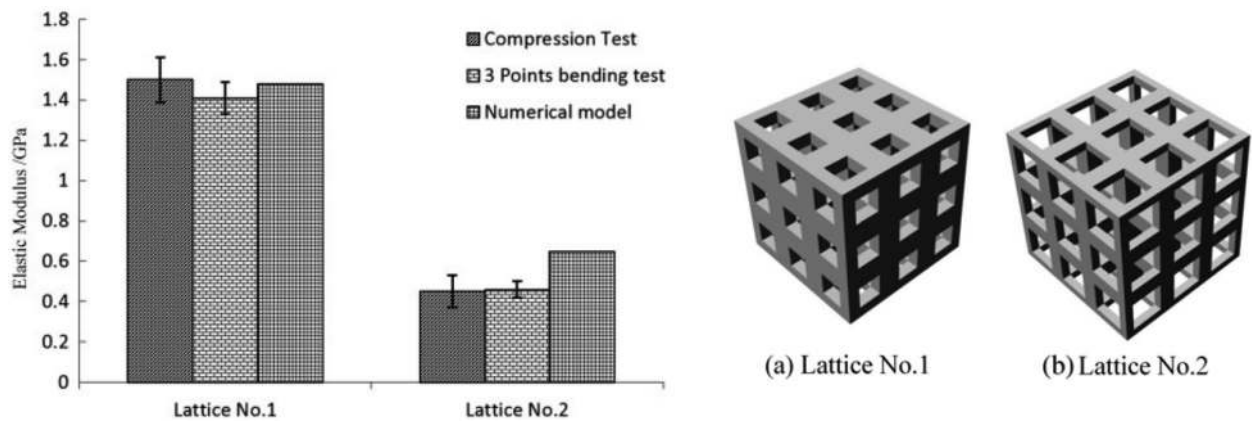 1.8
1.6
1.4
1.2
1
0.8
0.6
0.4
0.2
0
Elastic Modulus /GPa
Compression Test
3 Points bending test
Numerical model
Lattice No.1
Lattice No.2
(a) Lattice No.1
(b) Lattice No.2